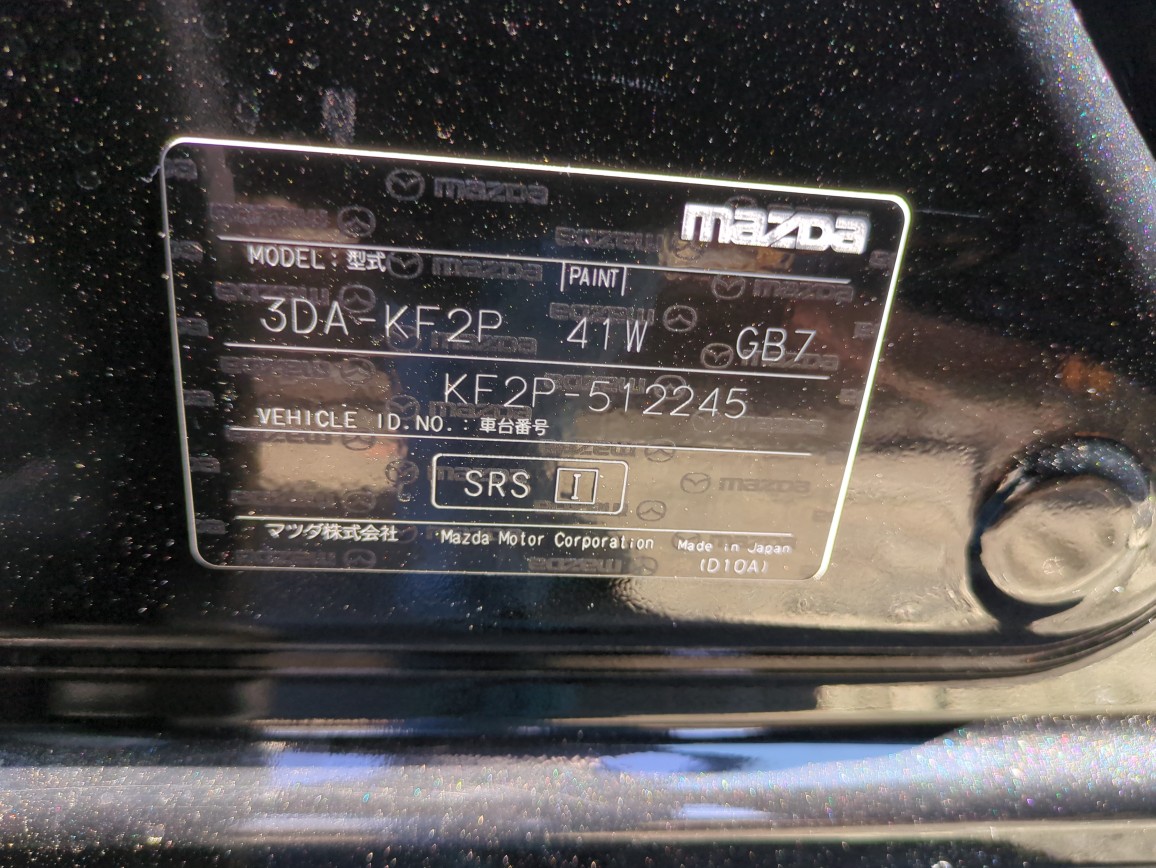 mazda
MODEL : 型式 PAINT
3DA-KF2P 41W GB7
KF2P-512245
VEHICLE ID.NO. : 車台番号
SRS I
マツダ株式会社 Mazda Motor Corporation Made in Japan
(D10A)